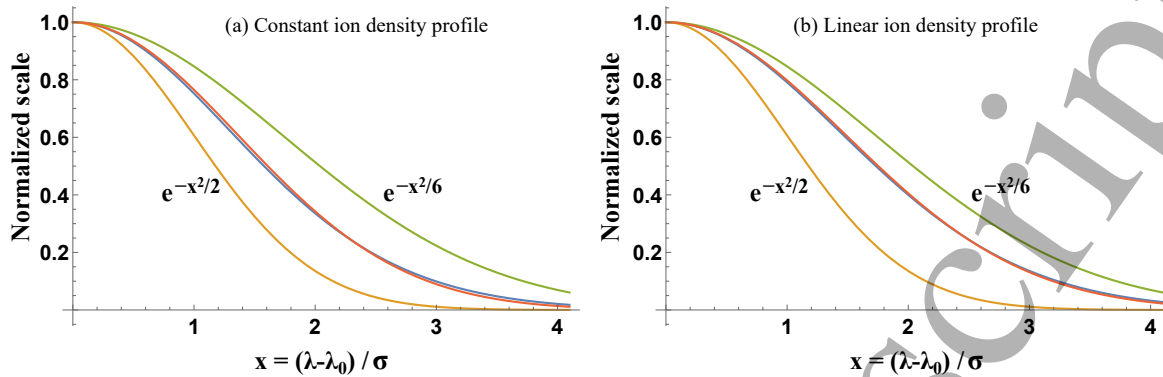 (a) Constant ion density profile
Normalized scale
1.0
0.8
0.6
0.4
0.2
e^{-x²/2}
e^{-x²/6}
1 2 3 4
x = (λ-λ₀) / σ
(b) Linear ion density profile
Normalized scale
1.0
0.8
0.6
0.4
0.2
e^{-x²/2}
e^{-x²/6}
1 2 3 4
x = (λ-λ₀) / σ
crip